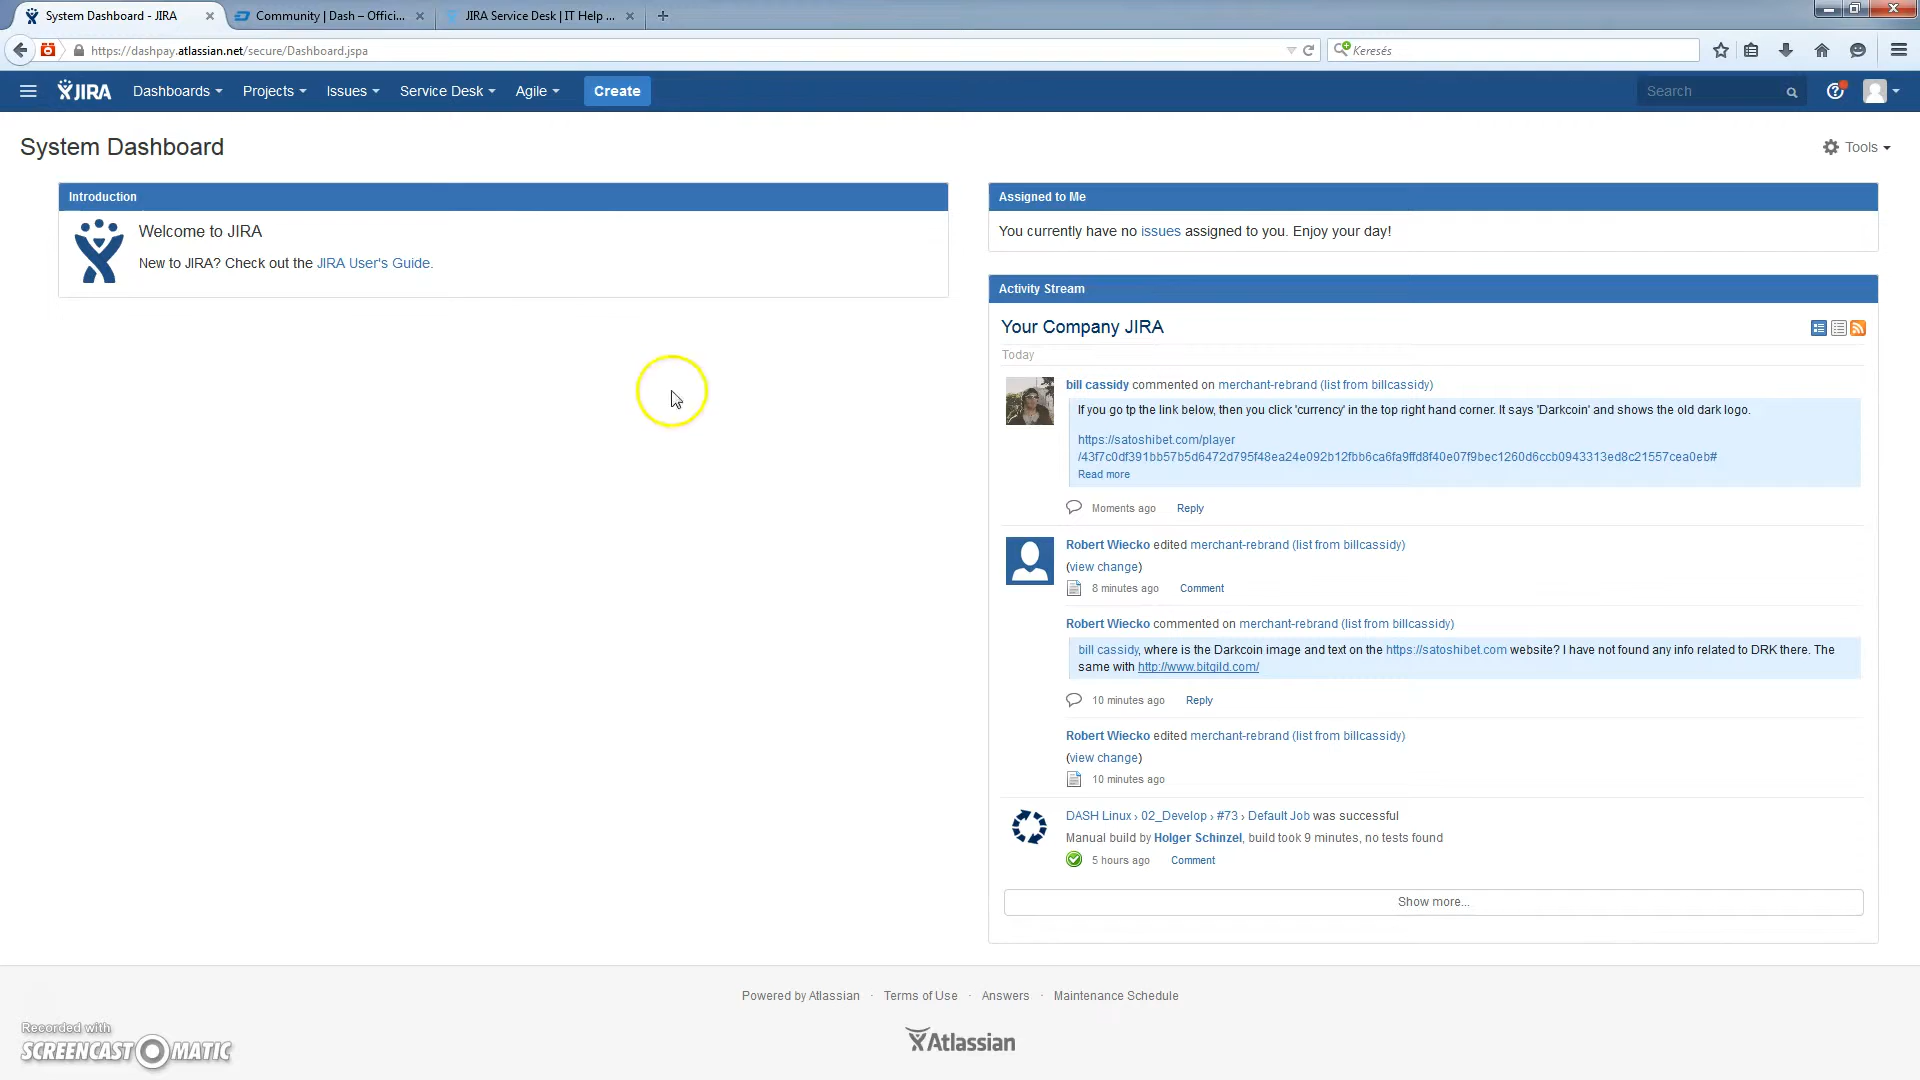 System Dashboard - JIRA
Community | Dash – Offici...
JIRA Service Desk | IT Help ...
https://dashpay.atlassian.net/secure/Dashboard.jspa
Keresés
JIRA
Dashboards
Projects
Issues
Service Desk
Agile
Create
Search
System Dashboard
Tools
Introduction
Welcome to JIRA
New to JIRA? Check out the JIRA User's Guide.
Assigned to Me
You currently have no issues assigned to you. Enjoy your day!
Activity Stream
Your Company JIRA
Today
bill cassidy commented on merchant-rebrand (list from billcassidy)
If you go tp the link below, then you click 'currency' in the top right hand corner. It says 'Darkcoin' and shows the old dark logo.
https://satoshibet.com/player
/43f7c0df391bb57b5d6472d795f48ea24e092b12fbb6ca6fa9ffd8f40e07f9bec1260d6ccb0943313ed8c21557cea0eb#
Read more
Moments ago Reply
Robert Wiecko edited merchant-rebrand (list from billcassidy)
(view change)
8 minutes ago Comment
Robert Wiecko commented on merchant-rebrand (list from billcassidy)
bill cassidy, where is the Darkcoin image and text on the https://satoshibet.com website? I have not found any info related to DRK there. The
same with http://www.bitgild.com/
10 minutes ago Reply
Robert Wiecko edited merchant-rebrand (list from billcassidy)
(view change)
10 minutes ago
DASH Linux › 02_Develop › #73 › Default Job was successful
Manual build by Holger Schinzel, build took 9 minutes, no tests found
5 hours ago Comment
Show more...
Powered by Atlassian · Terms of Use · Answers · Maintenance Schedule
Atlassian
Recorded with
SCREENCAST-O-MATIC